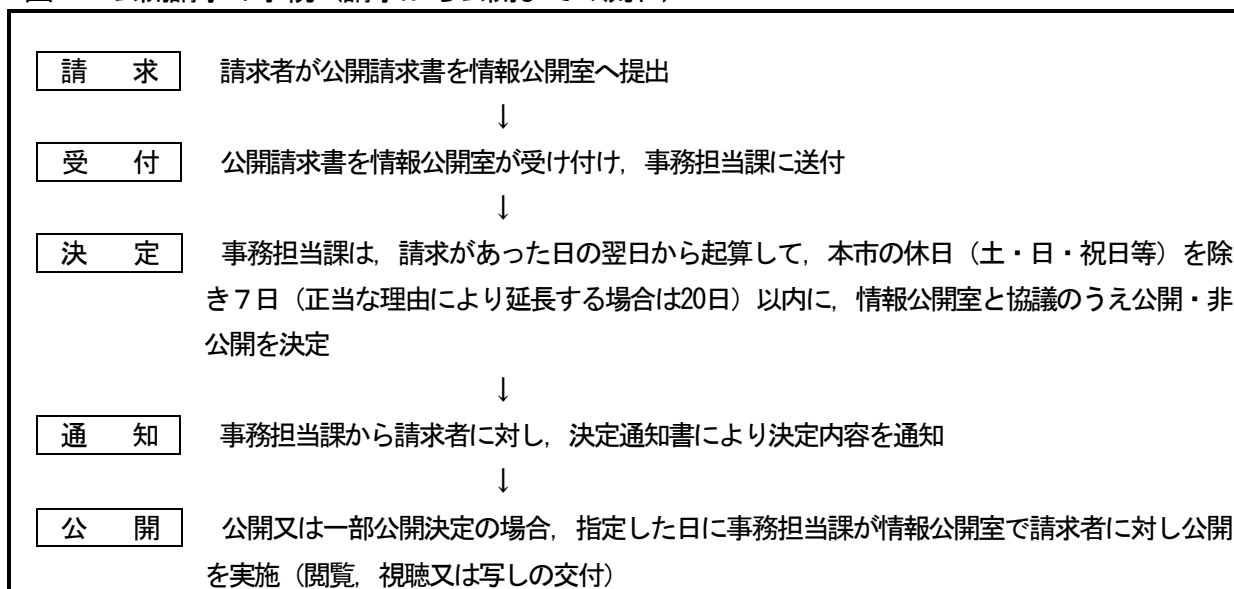 請　求　請求者が公開請求書を情報公開室へ提出
↓
受　付　公開請求書を情報公開室が受け付け，事務担当課に送付
↓
決　定　事務担当課は，請求があった日の翌日から起算して，本市の休日（土・日・祝日等）を除
き７日（正当な理由により延長する場合は20日）以内に，情報公開室と協議のうえ公開・非
公開を決定
↓
通　知　事務担当課から請求者に対し，決定通知書により決定内容を通知
↓
公　開　公開又は一部公開決定の場合，指定した日に事務担当課が情報公開室で請求者に対し公開
を実施（閲覧，視聴又は写しの交付）